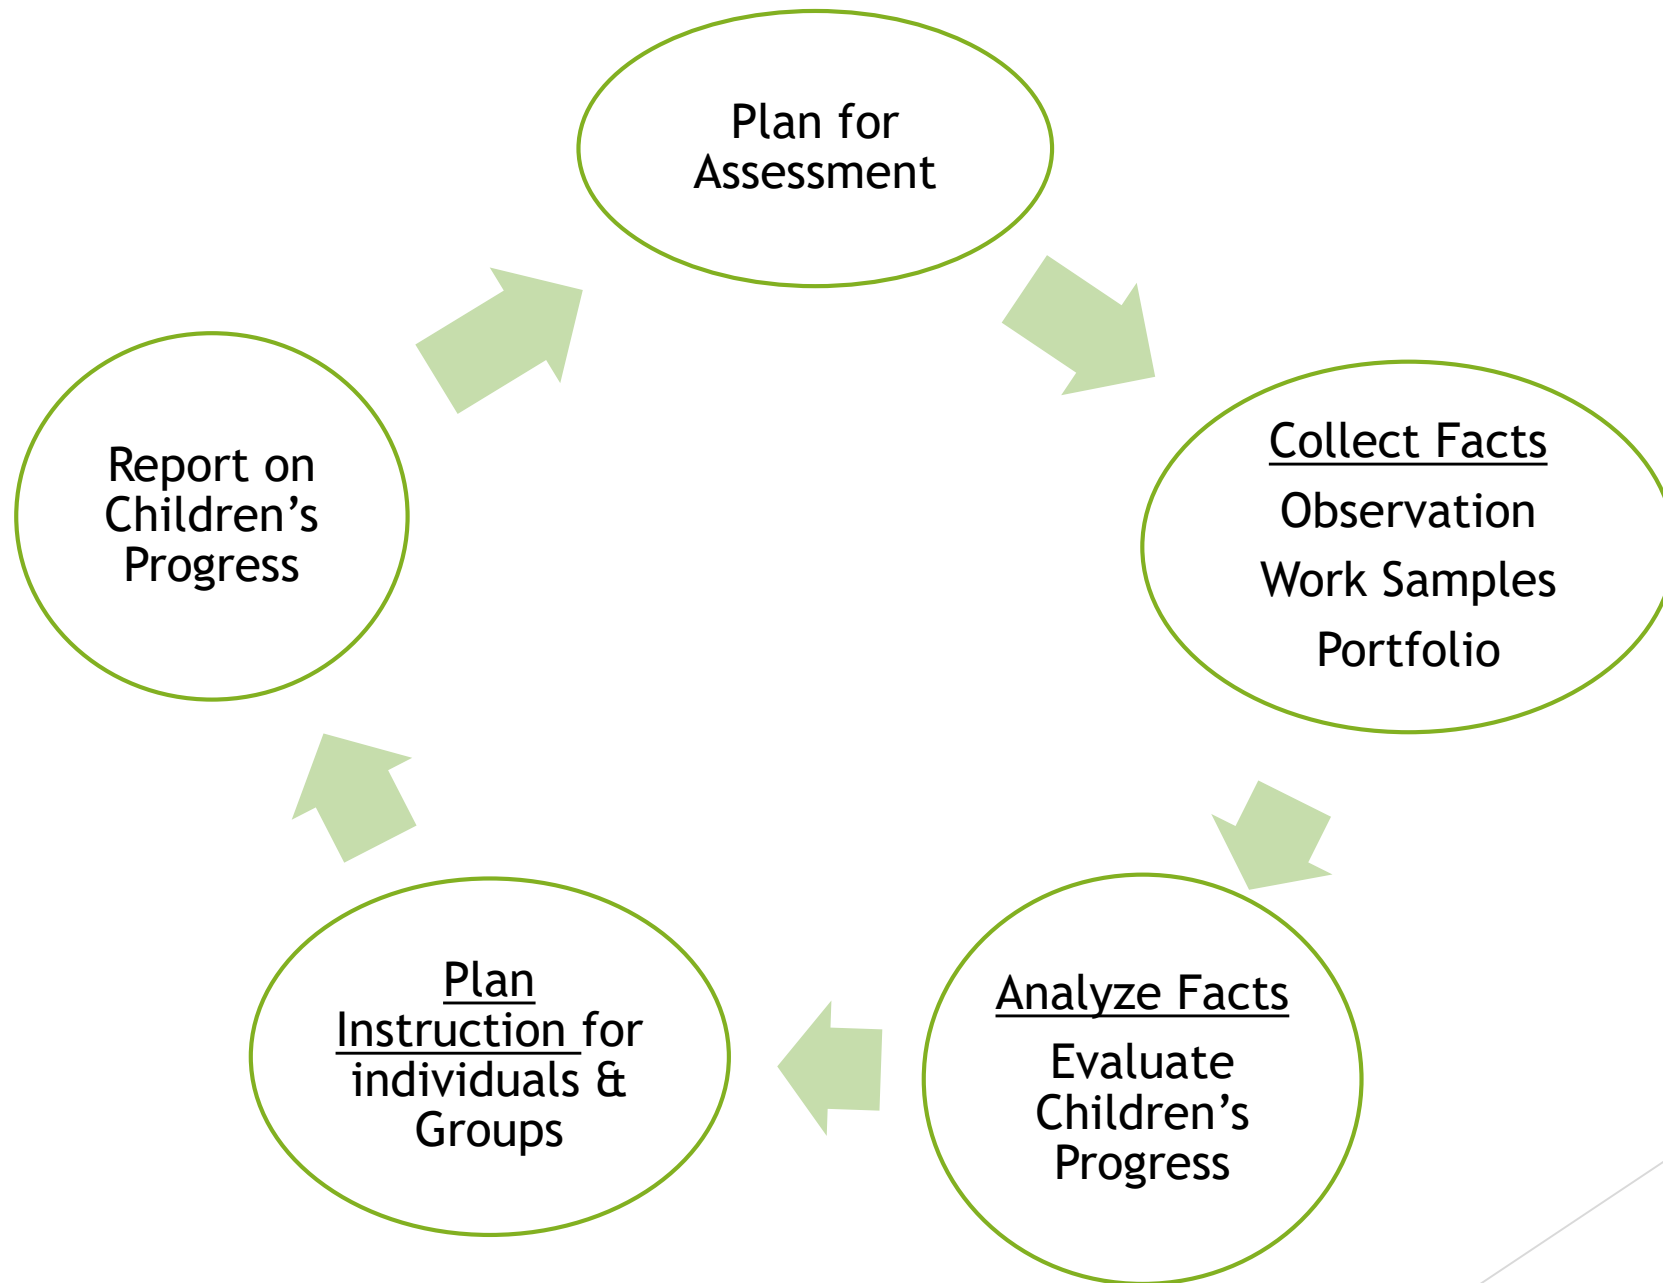 Plan for
Assessment
Collect Facts
Observation
Work Samples
Portfolio
Analyze Facts
Evaluate
Children’s
Progress
Plan
Instruction for
individuals &
Groups
Report on
Children’s
Progress